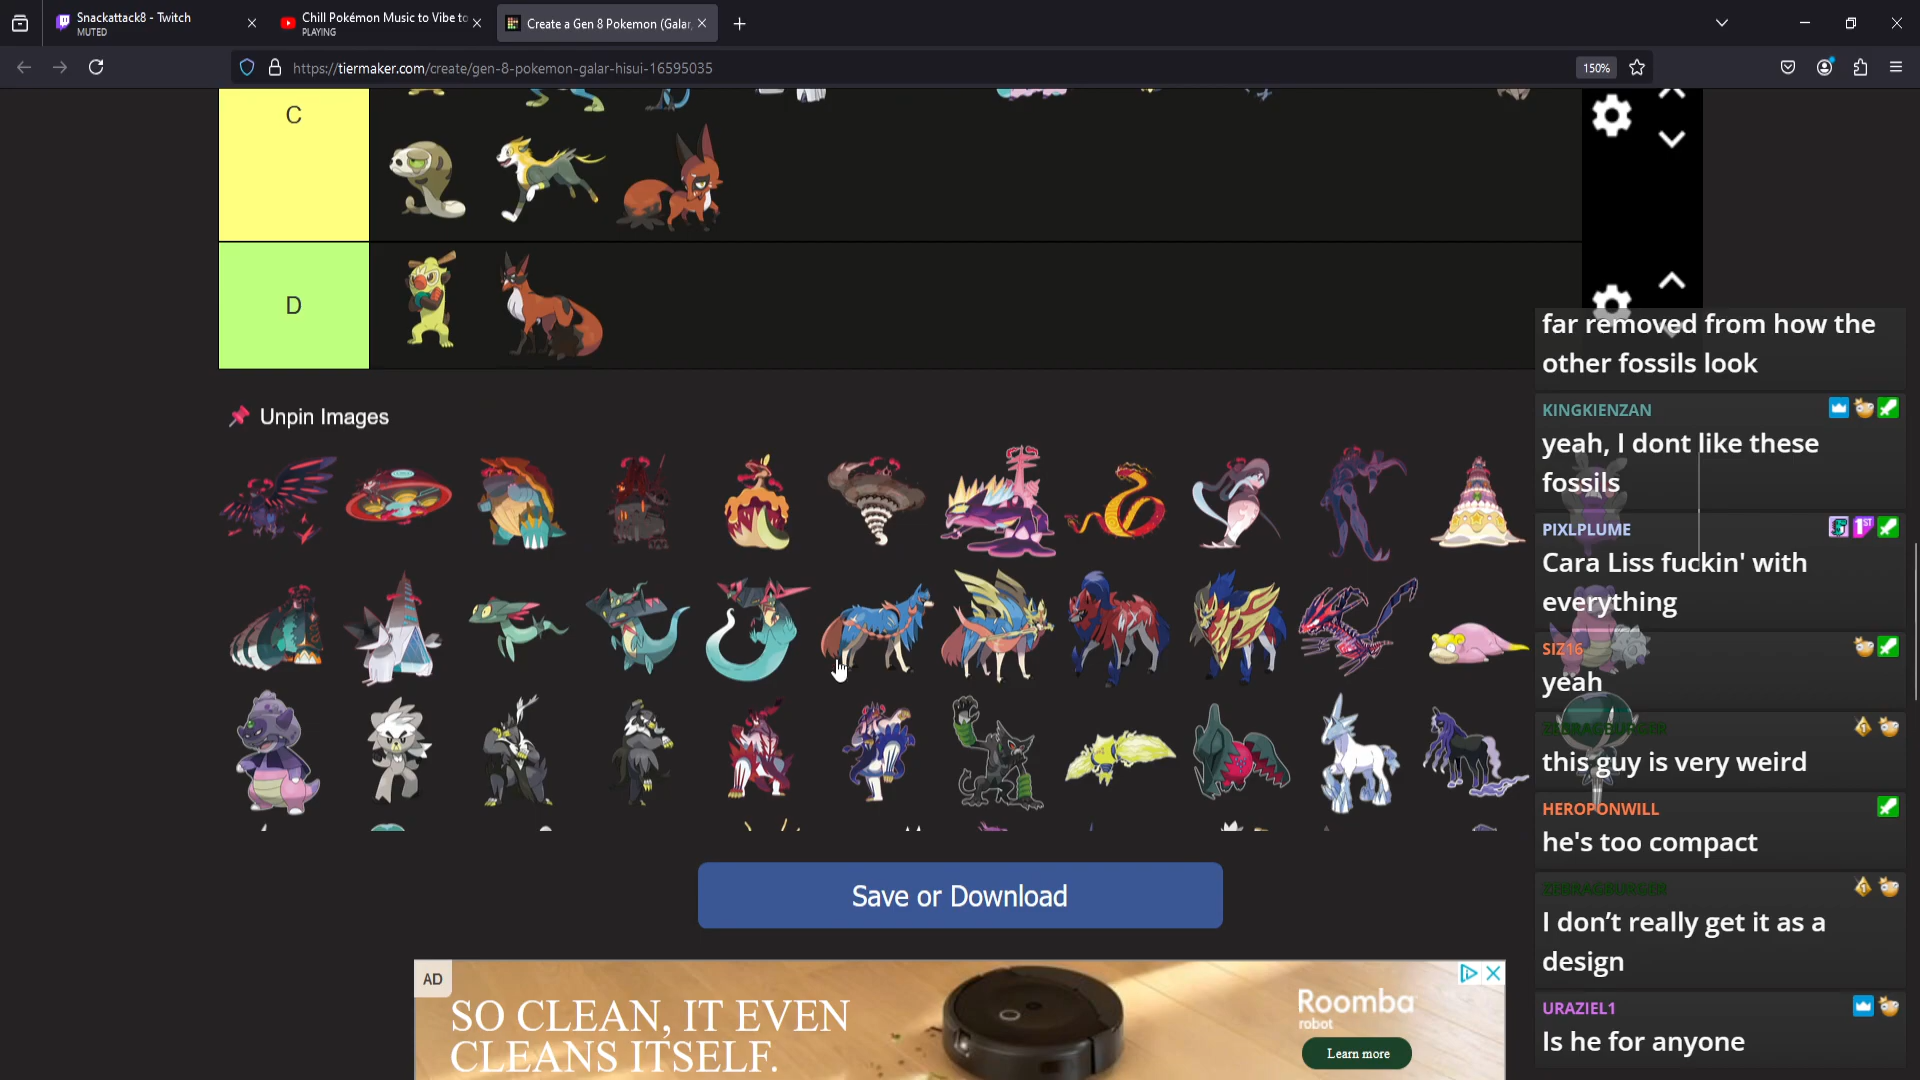 Snackattack8 - Twitch
MUTED
Chill Pokémon Music to Vibe to
PLAYING
Create a Gen 8 Pokemon (Galar,
https://tiermaker.com/create/gen-8-pokemon-galar-hisui-16595035
150%
C
D
Unpin Images
far removed from how the
other fossils look
KINGKIENZAN
yeah, I dont like these
fossils
PIXLPLUME
1ST
Cara Liss fuckin' with
everything
SIZ16
yeah
this guy is very weird
HEROPONWILL
he's too compact
I don't really get it as a
design
URAZIEL1
Is he for anyone
Save or Download
AD
SO CLEAN, IT EVEN
CLEANS ITSELF.
Roomba
robot
Learn more